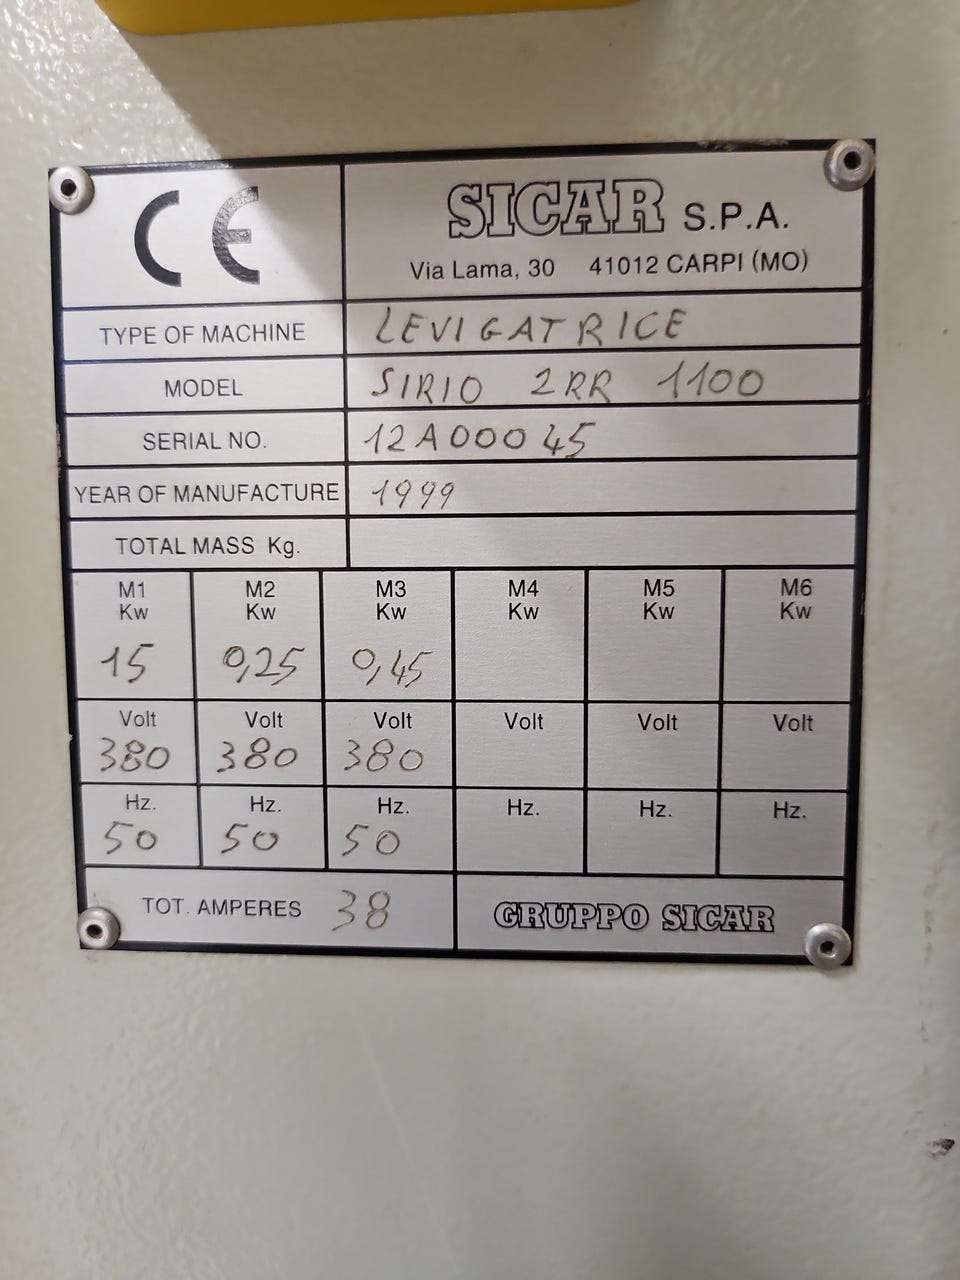 CE
SICAR S.P.A.
Via Lama, 30 41012 CARPI (MO)
TYPE OF MACHINE LEVIGATRICE
MODEL SIRIO 2RR 1100
SERIAL NO. 12A00045
YEAR OF MANUFACTURE 1999
TOTAL MASS Kg.
M1 M2 M3 M4 M5 M6
Kw Kw Kw Kw Kw Kw
15 0,25 0,45
Volt Volt Volt Volt Volt Volt
380 380 380
Hz. Hz. Hz. Hz. Hz. Hz.
50 50 50
TOT. AMPERES 38 GRUPPO SICAR